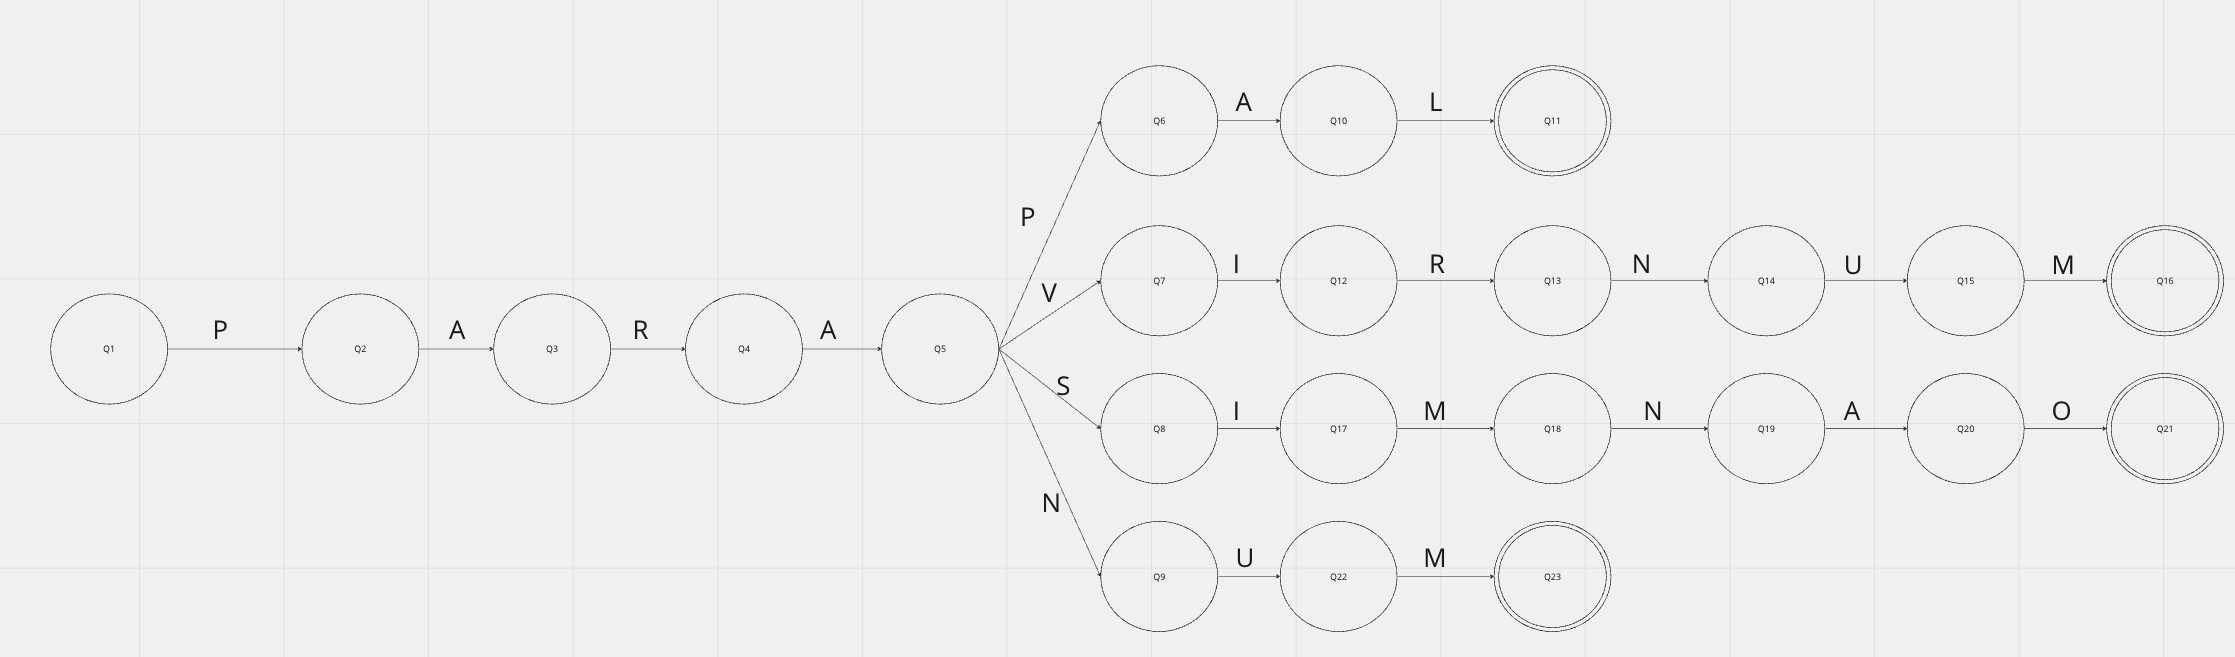 Q6 A Q10 L Q11
P
Q7 I Q12 R Q13 N Q14 U Q15 M Q16
V
Q1 P Q2 A Q3 R Q4 A Q5
S
Q8 I Q17 M Q18 N Q19 A Q20 O Q21
N
Q9 U Q22 M Q23